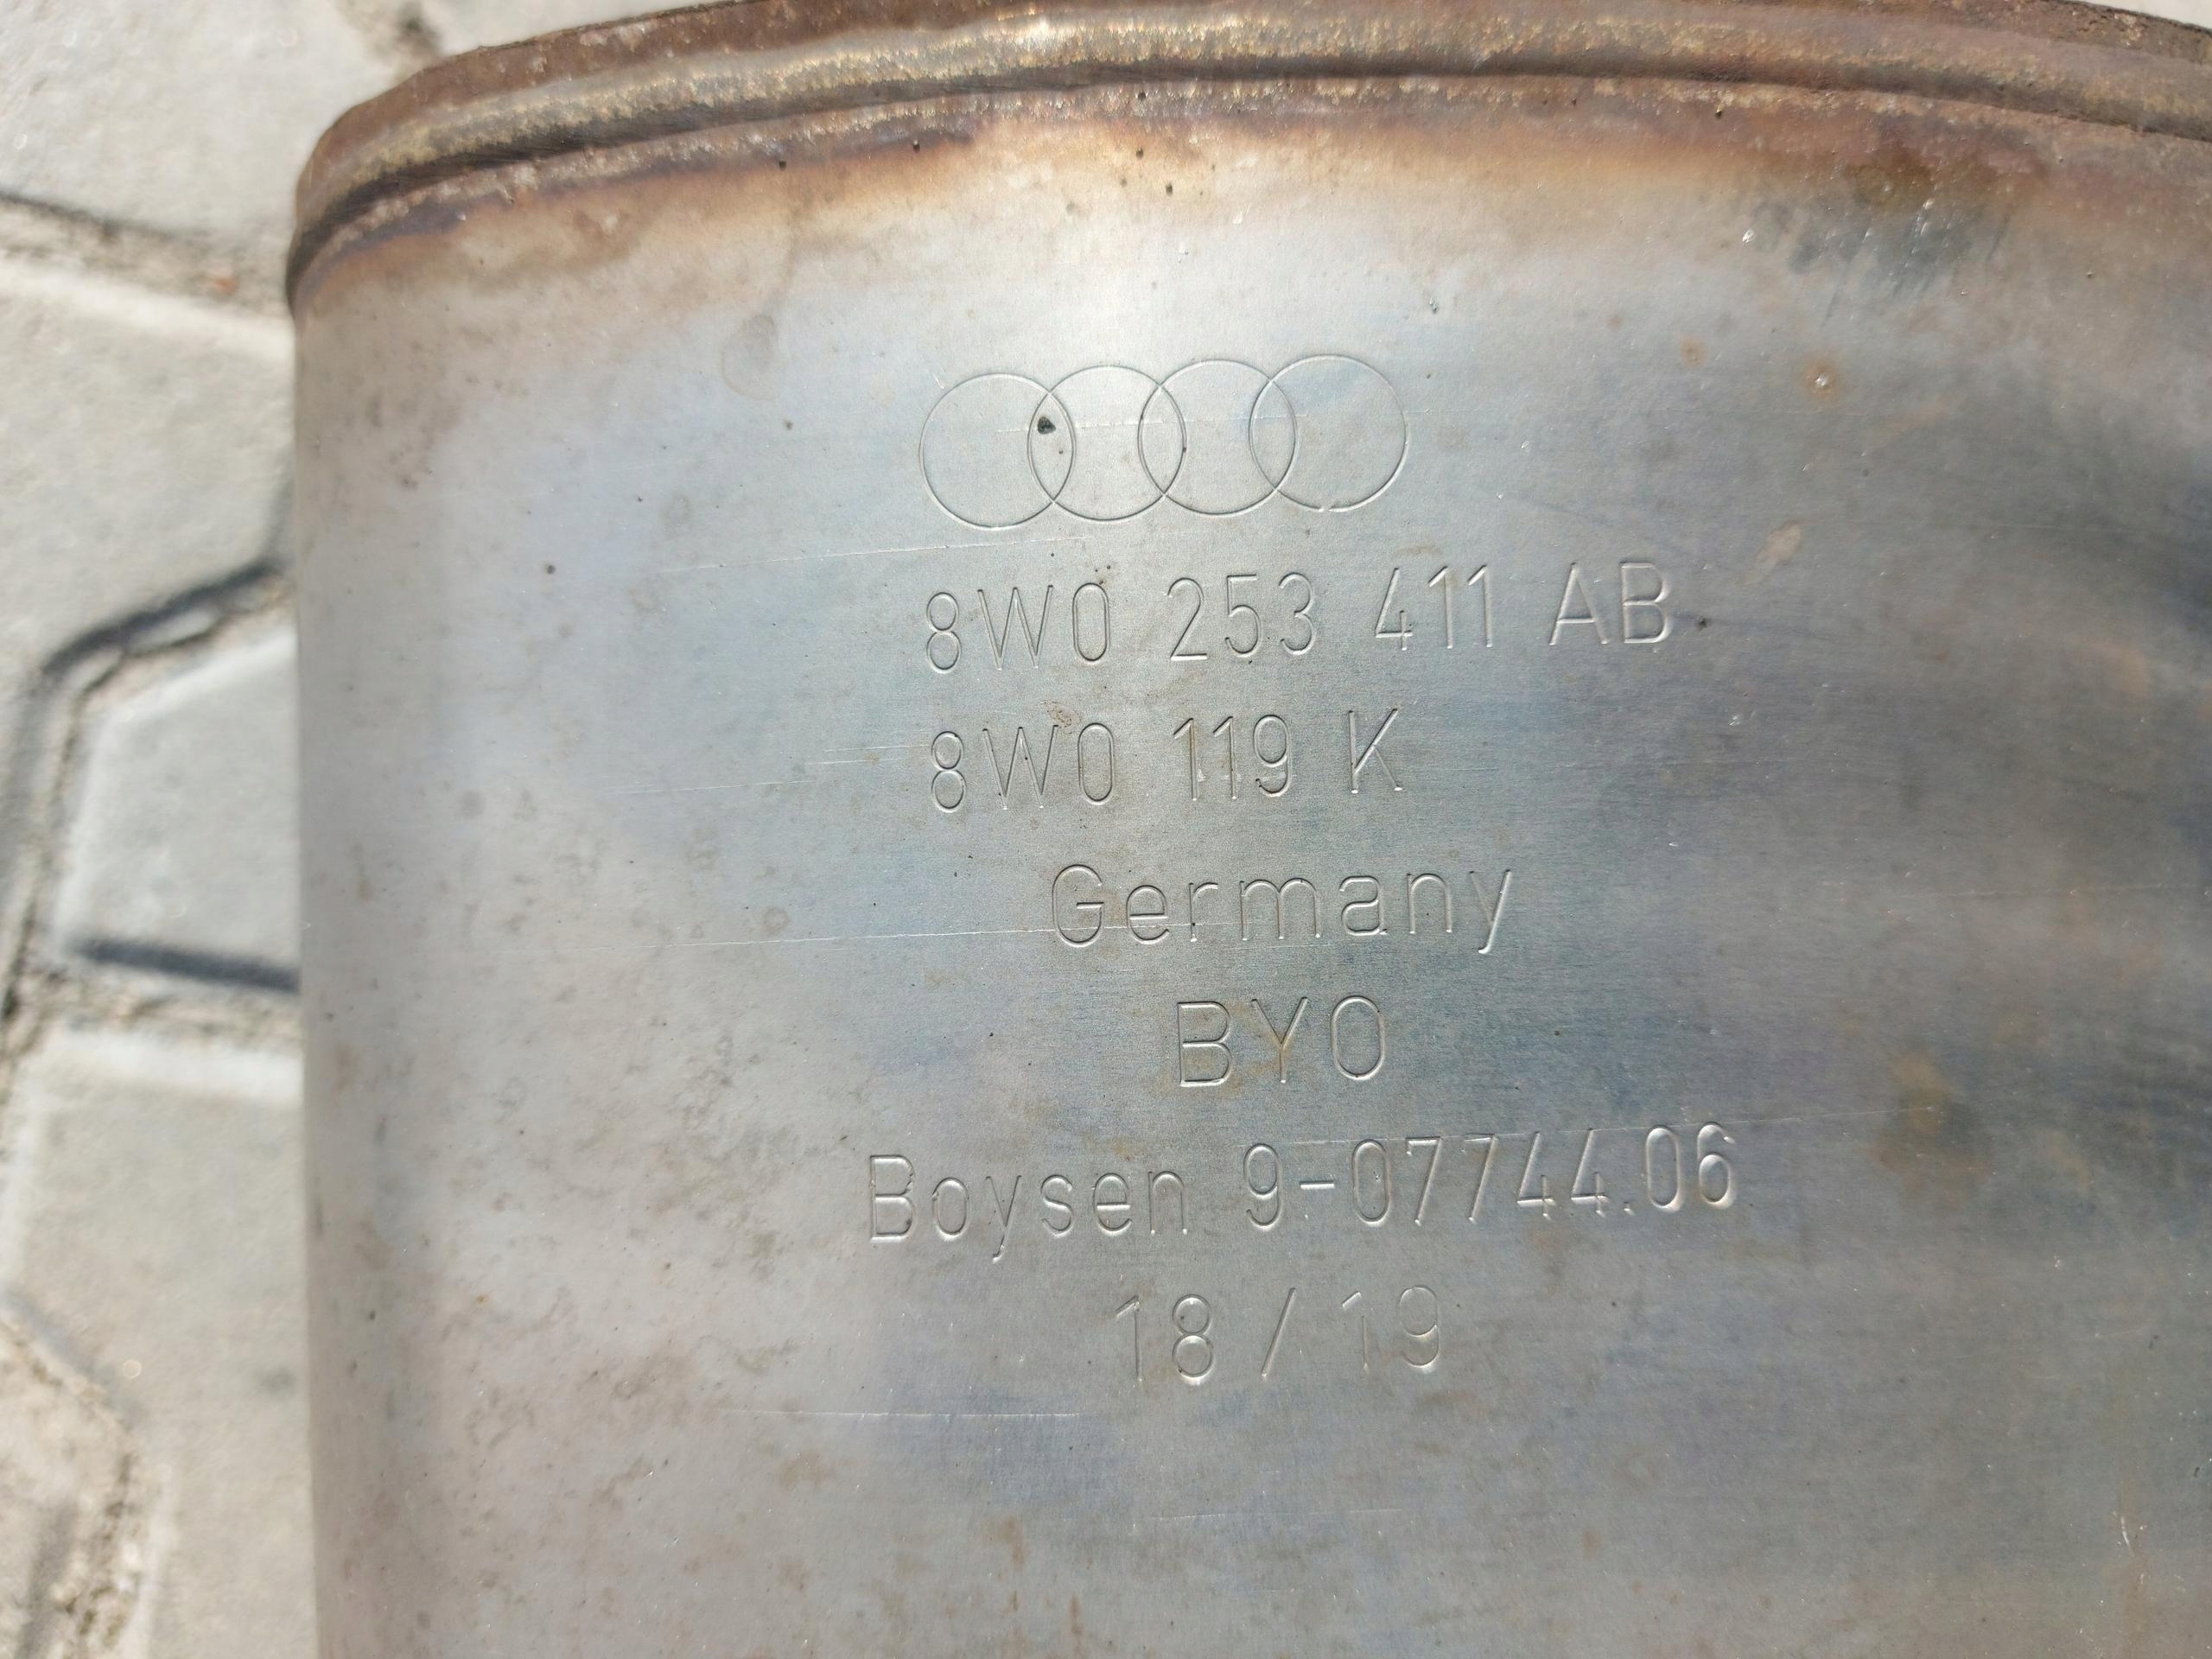 8W0 253 411 AB
8W0 119 K
Germany
BYO
Boysen 9-07744.06
18 / 19